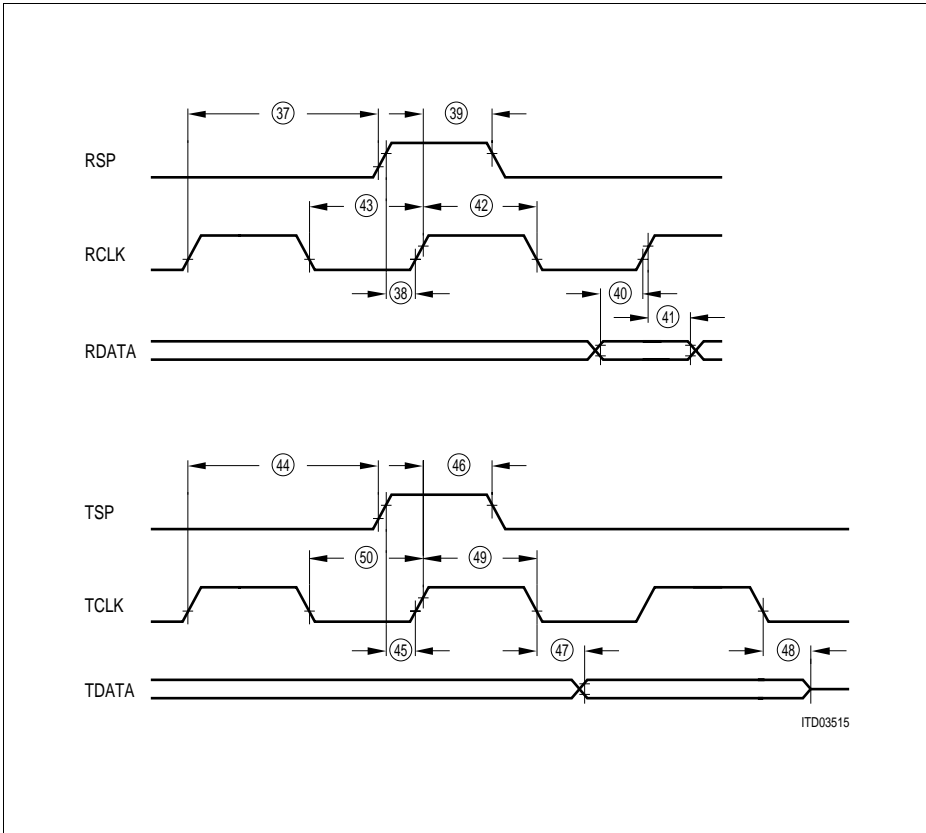 37 39
RSP
43 42
RCLK
38 40
41
RDATA
44 46
TSP
50 49
TCLK
45 47 48
TDATA
ITD03515